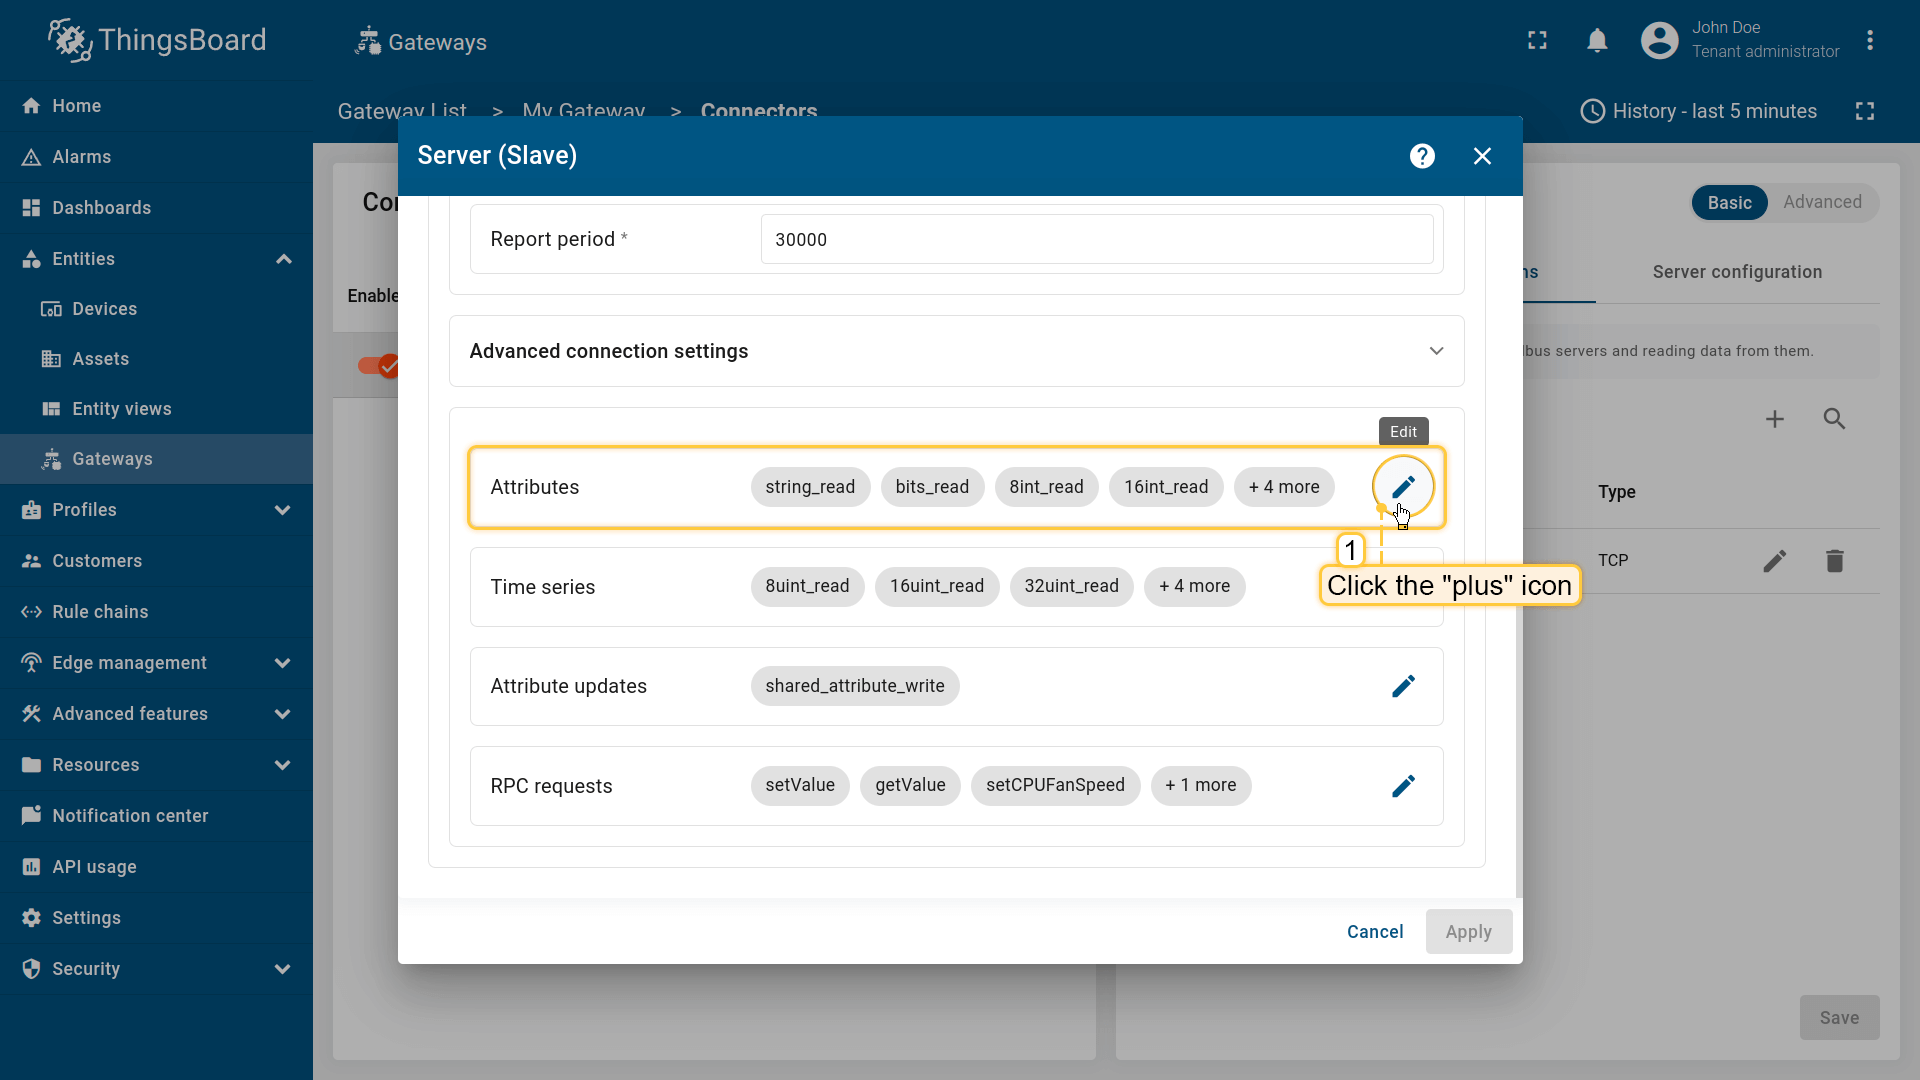 ThingsBoard
Gateways
John Doe
Tenant administrator
Home
Alarms
Dashboards
Entities
Devices
Assets
Entity views
Gateways
Profiles
Customers
Rule chains
Edge management
Advanced features
Resources
Notification center
API usage
Settings
Security
Gateway List > My Gateway > Connectors
History - last 5 minutes
Server (Slave)
Report period *
30000
Advanced connection settings
Edit
Attributes
string_read
bits_read
8int_read
16int_read
+ 4 more
1
Click the "plus" icon
Time series
8uint_read
16uint_read
32uint_read
+ 4 more
Attribute updates
shared_attribute_write
RPC requests
setValue
getValue
setCPUFanSpeed
+ 1 more
Cancel
Apply
Basic
Advanced
Server configuration
servers and reading data from them.
Type
TCP
Save